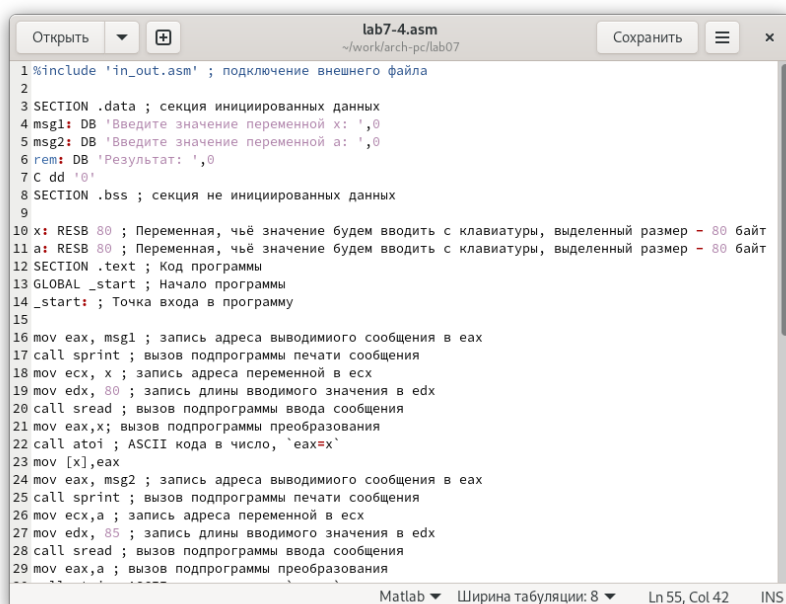 Открыть
lab7-4.asm
~/work/arch-pc/lab07
Сохранить
1 %include 'in_out.asm' ; подключение внешнего файла
2
3 SECTION .data ; секция инициированных данных
4 msg1: DB 'Введите значение переменной x: ',0
5 msg2: DB 'Введите значение переменной a: ',0
6 rem: DB 'Результат: ',0
7 C dd '0'
8 SECTION .bss ; секция не инициированных данных
9
10 x: RESB 80 ; Переменная, чьё значение будем вводить с клавиатуры, выделенный размер - 80 байт
11 a: RESB 80 ; Переменная, чьё значение будем вводить с клавиатуры, выделенный размер - 80 байт
12 SECTION .text ; Код программы
13 GLOBAL _start ; Начало программы
14 _start: ; Точка входа в программу
15
16 mov eax, msg1 ; запись адреса выводимиого сообщения в eax
17 call sprint ; вызов подпрограммы печати сообщения
18 mov ecx, x ; запись адреса переменной в ecx
19 mov edx, 80 ; запись длины вводимого значения в edx
20 call sread ; вызов подпрограммы ввода сообщения
21 mov eax,x; вызов подпрограммы преобразования
22 call atoi ; ASCII кода в число, `eax=x`
23 mov [x],eax
24 mov eax, msg2 ; запись адреса выводимиого сообщения в eax
25 call sprint ; вызов подпрограммы печати сообщения
26 mov ecx,a ; запись адреса переменной в ecx
27 mov edx, 85 ; запись длины вводимого значения в edx
28 call sread ; вызов подпрограммы ввода сообщения
29 mov eax,a ; вызов подпрограммы преобразования
Matlab Ширина табуляции: 8 Ln 55, Col 42 INS